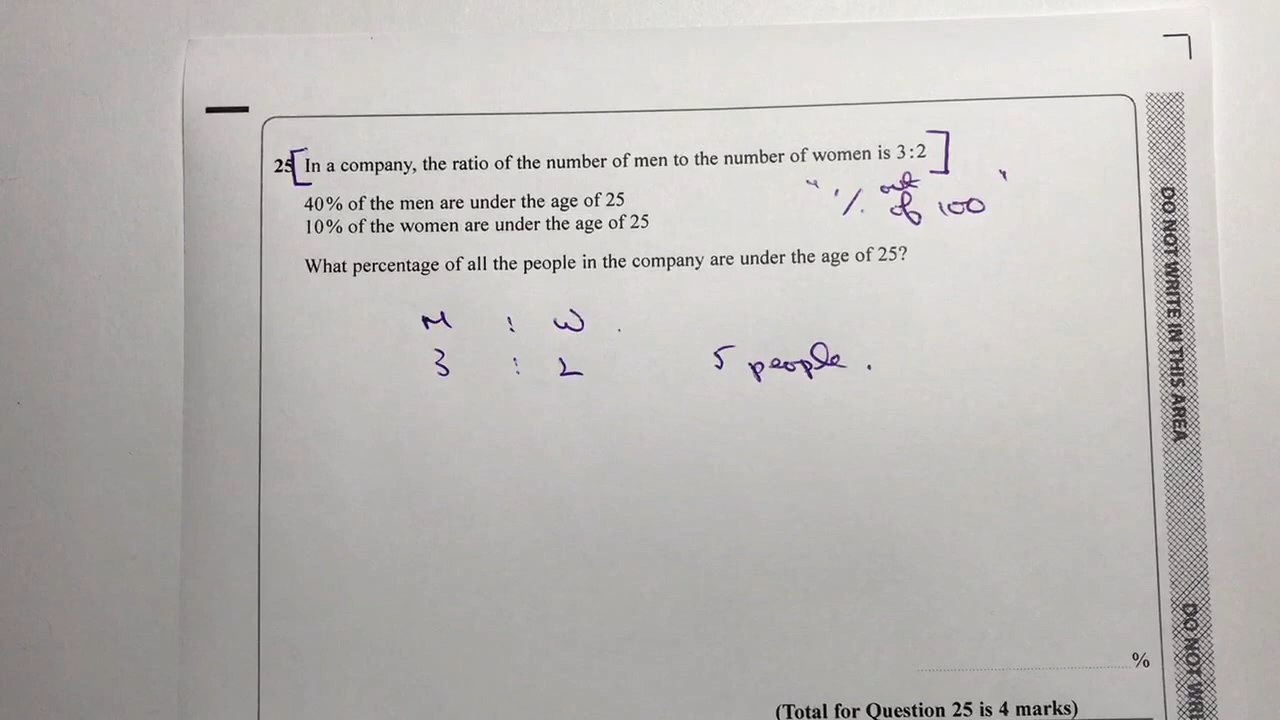 25 In a company, the ratio of the number of men to the number of women is 3:2
40% of the men are under the age of 25
10% of the women are under the age of 25
" % out of 100 "
What percentage of all the people in the company are under the age of 25?
M : W
3 : 2 5 people.
%
(Total for Question 25 is 4 marks)
DO NOT WRITE IN THIS AREA
DO NOT WRI